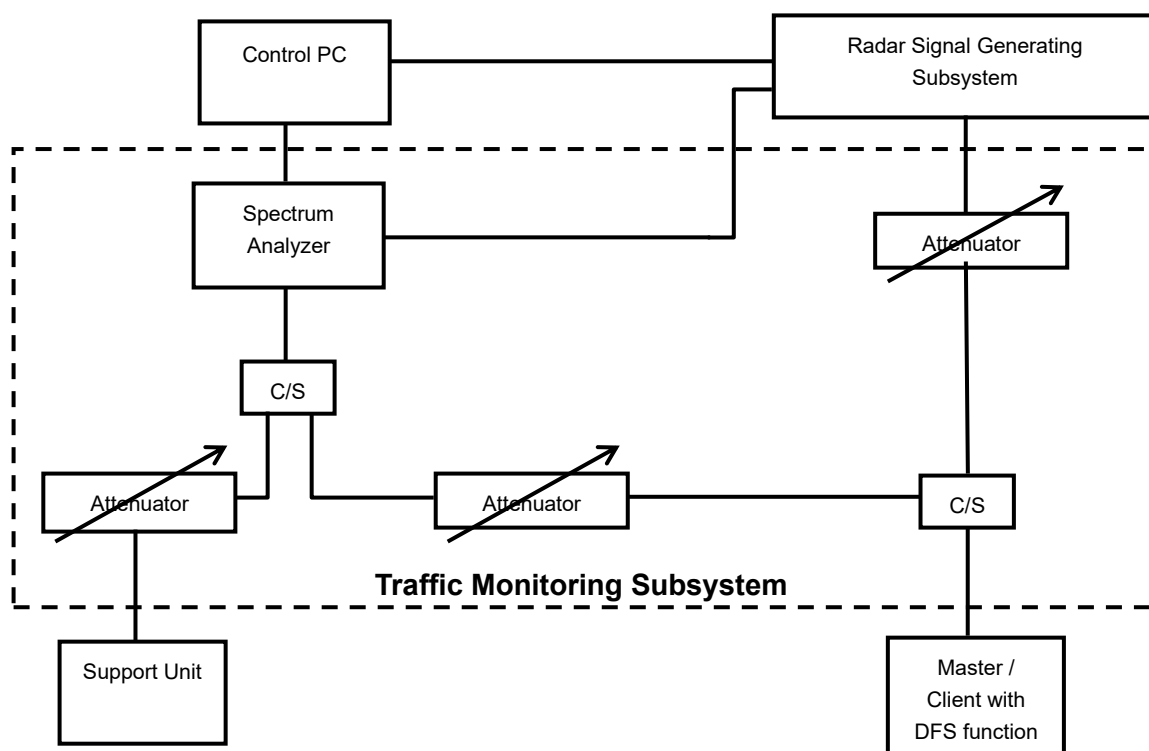 Control PC
Radar Signal Generating
Subsystem
Spectrum
Analyzer
Attenuator
C/S
Attenuator
Attenuator
C/S
Traffic Monitoring Subsystem
Support Unit
Master /
Client with
DFS function